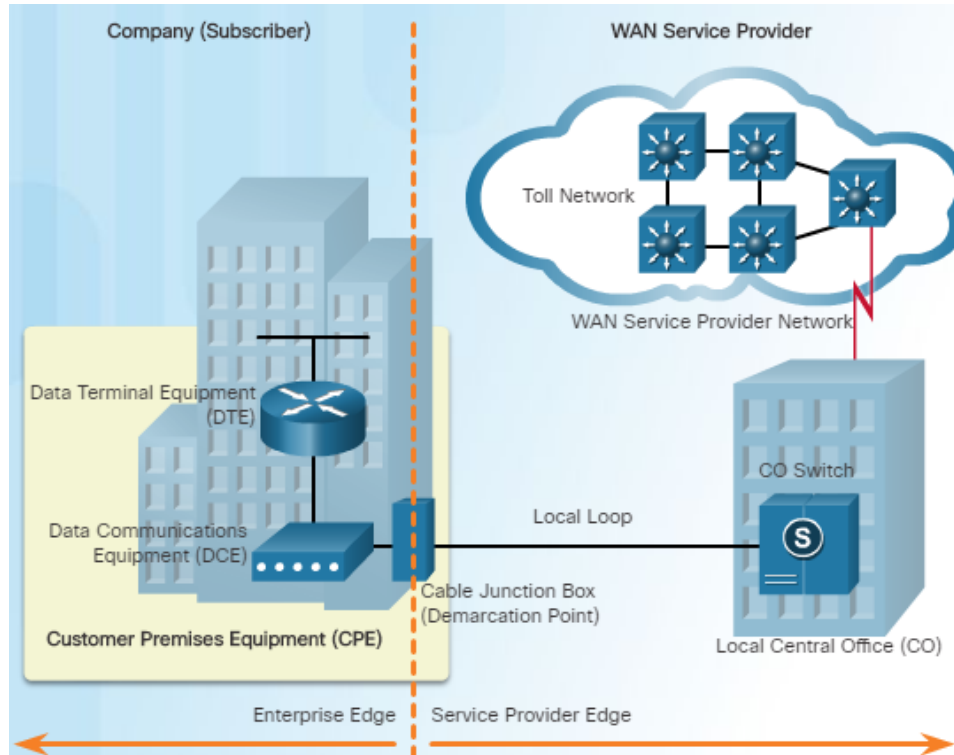 Company (Subscriber)
WAN Service Provider
Toll Network
WAN Service Provider Network
Data Terminal Equipment
(DTE)
CO Switch
S
Data Communications
Equipment (DCE)
Local Loop
Cable Junction Box
(Demarcation Point)
Customer Premises Equipment (CPE)
Local Central Office (CO)
Enterprise Edge
Service Provider Edge